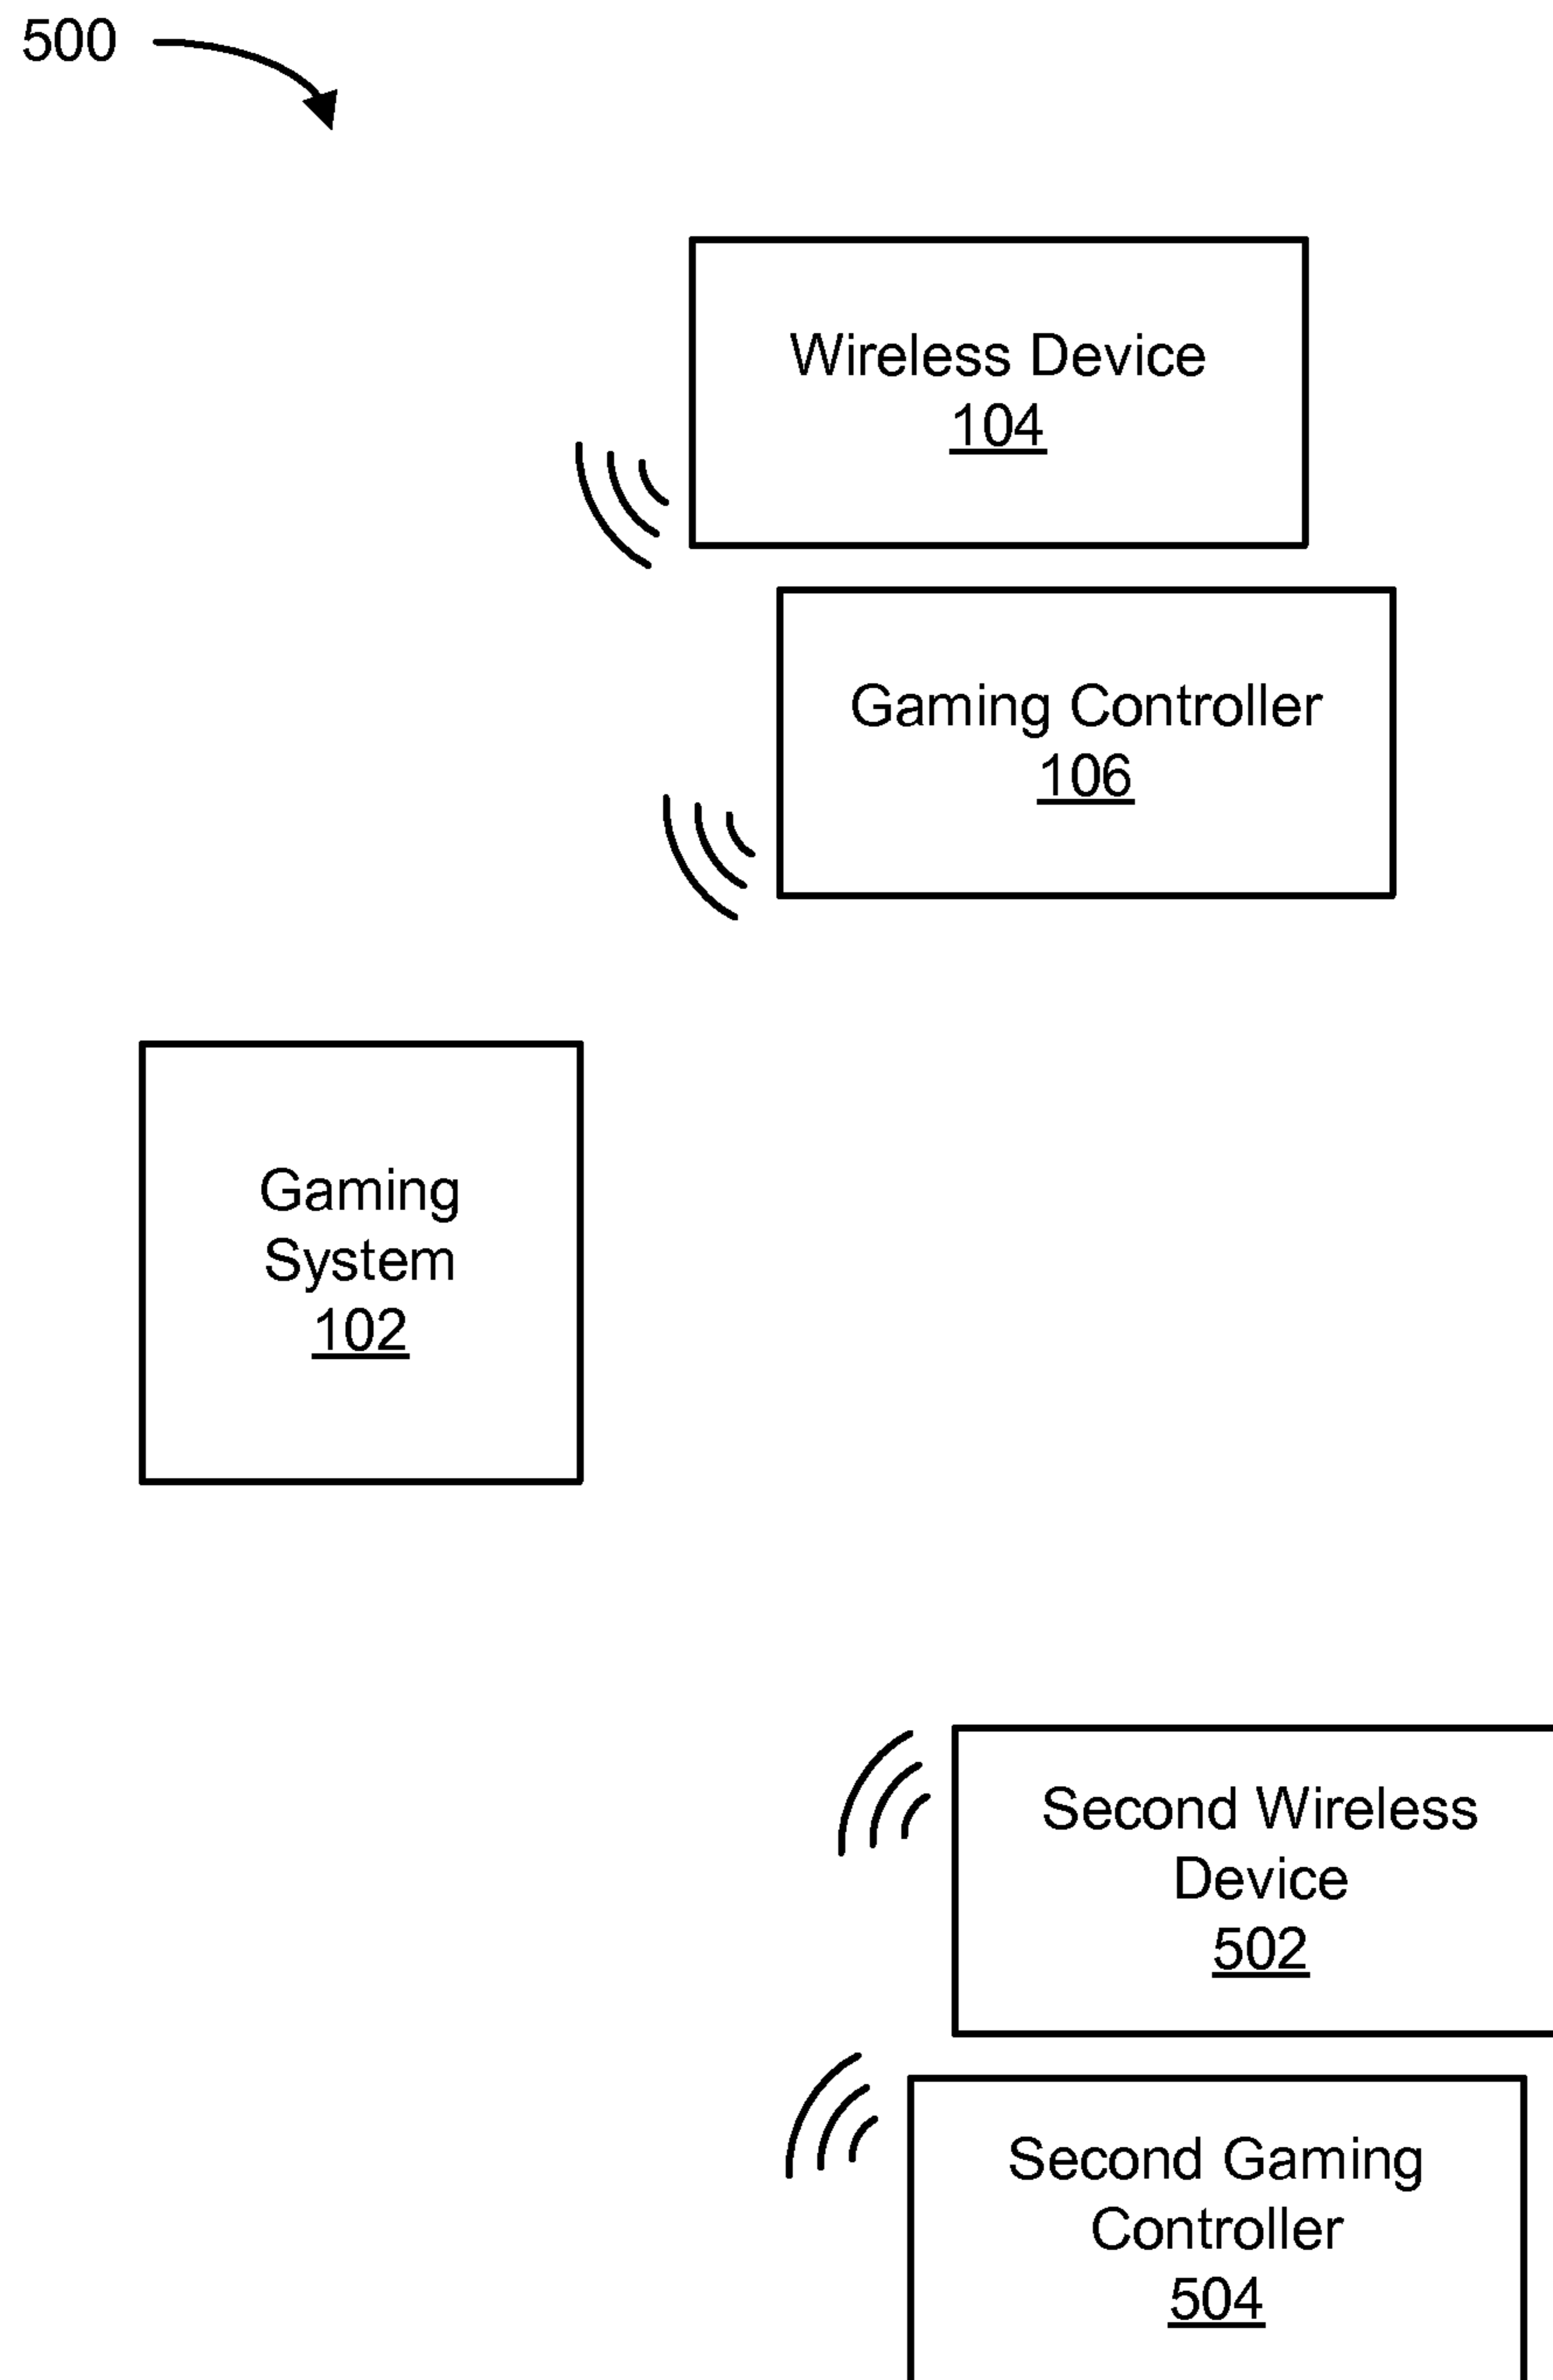 500
Wireless Device
104
Gaming Controller
106
Gaming
System
102
Second Wireless
Device
502
Second Gaming
Controller
504